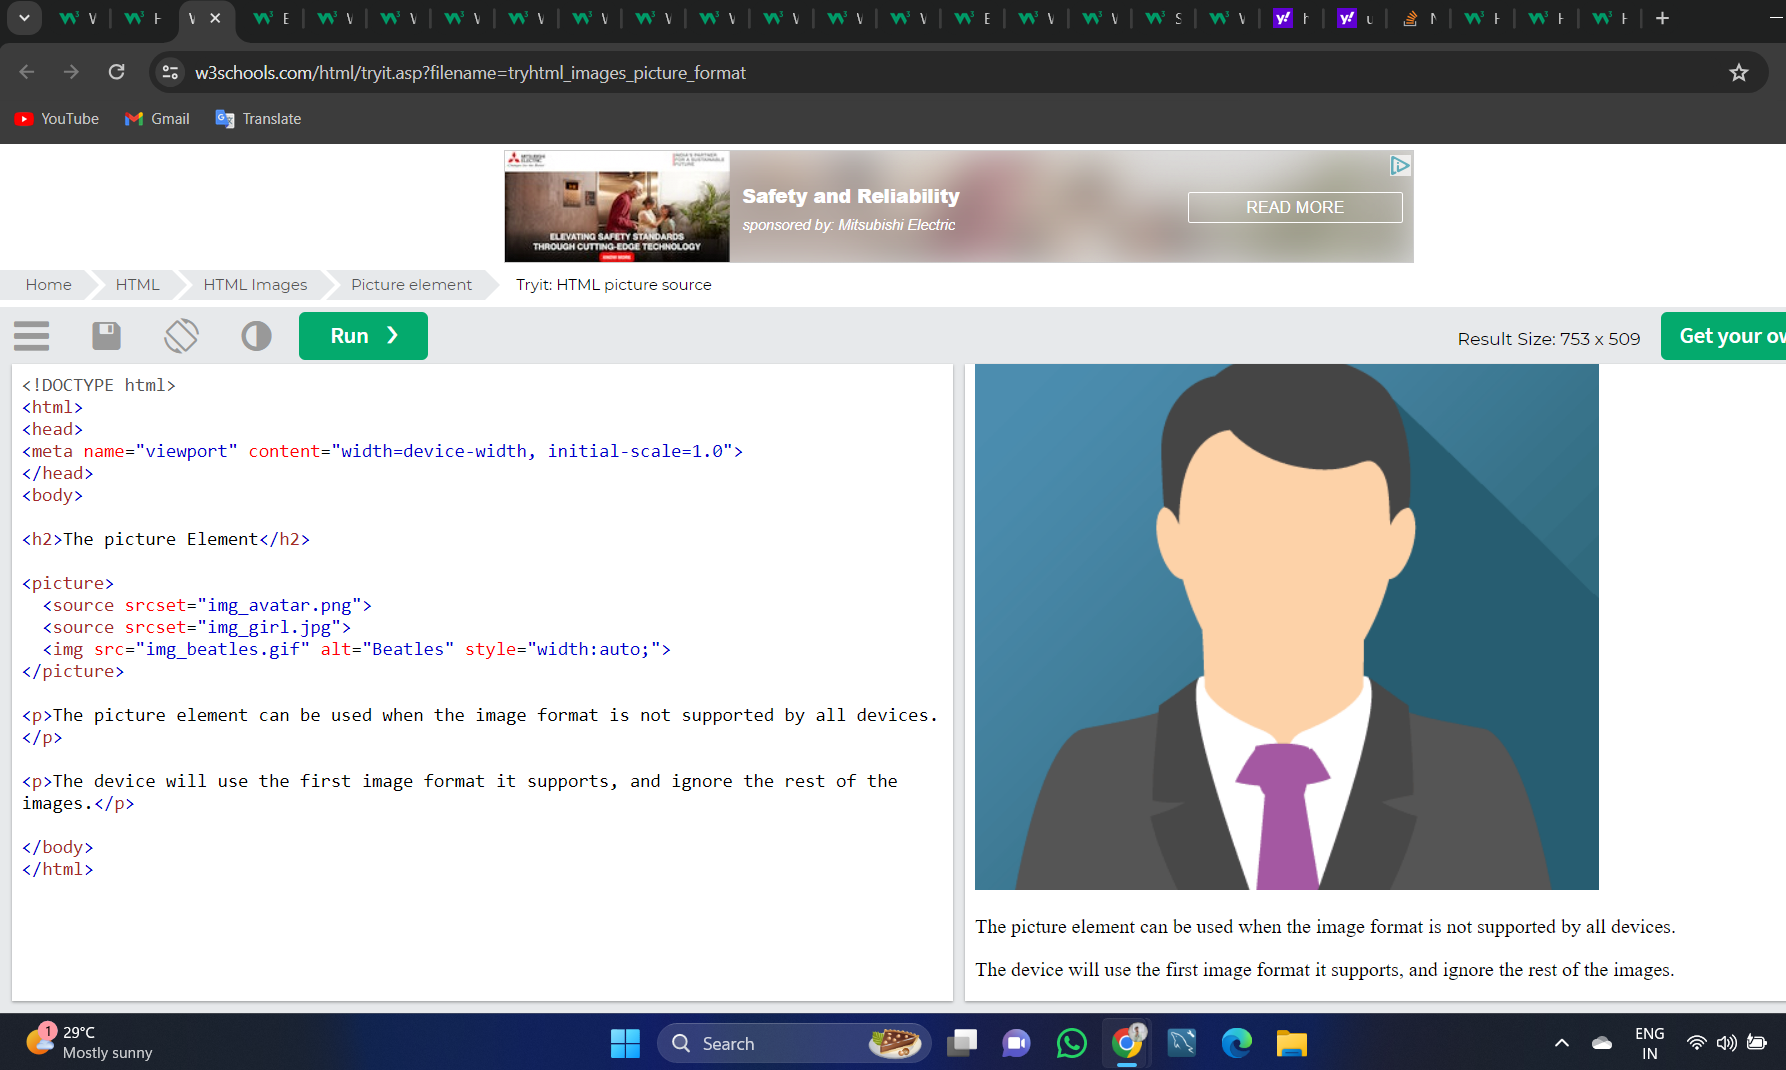 w3schools.com/html/tryit.asp?filename=tryhtml_images_picture_format
YouTube
Gmail
Translate
MITSUBISHI ELECTRIC
ELEVATING SAFETY STANDARDS
THROUGH CUTTING-EDGE TECHNOLOGY
KNOW MORE
Safety and Reliability
sponsored by: Mitsubishi Electric
READ MORE
Home
HTML
HTML Images
Picture element
Tryit: HTML picture source
Run ❯
Result Size: 753 x 509
Get your ow
<!DOCTYPE html>
<html>
<head>
<meta name="viewport" content="width=device-width, initial-scale=1.0">
</head>
<body>
<h2>The picture Element</h2>
<picture>
<source srcset="img_avatar.png">
<source srcset="img_girl.jpg">
<img src="img_beatles.gif" alt="Beatles" style="width:auto;">
</picture>
<p>The picture element can be used when the image format is not supported by all devices.
</p>
<p>The device will use the first image format it supports, and ignore the rest of the
images.</p>
</body>
</html>
The picture element can be used when the image format is not supported by all devices.
The device will use the first image format it supports, and ignore the rest of the images.
1
29°C
Mostly sunny
Search
ENG
IN